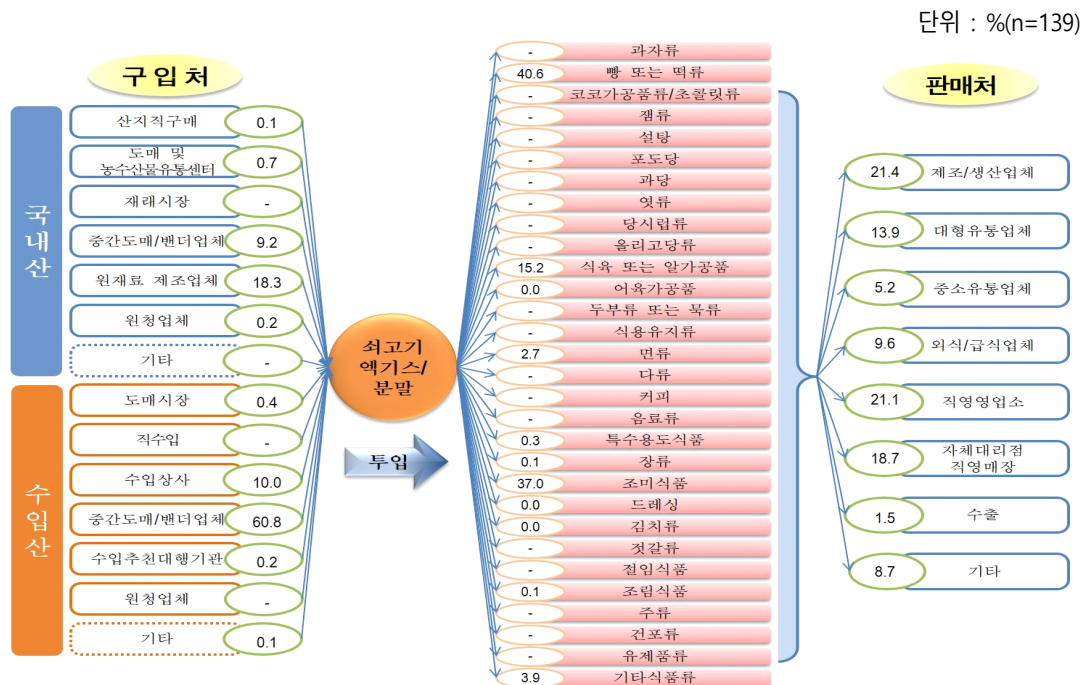 단위 : %(n=139)
구입처
국내산
산지직구매 0.1
도매 및
농수산물유통센터 0.7
재래시장 -
중간도매/밴더업체 9.2
원재료 제조업체 18.3
원청업체 0.2
기타 -
수입산
도매시장 0.4
직수입 -
수입상사 10.0
중간도매/밴더업체 60.8
수입추천대행기관 0.2
원청업체 -
기타 0.1
쇠고기
엑기스/
분말
투입
- 과자류
40.6 빵 또는 떡류
- 코코가공품류/초콜릿류
- 잼류
- 설탕
- 포도당
- 과당
- 엿류
- 당시럽류
- 올리고당류
15.2 식육 또는 알가공품
0.0 어육가공품
- 두부류 또는 묵류
- 식용유지류
2.7 면류
- 다류
- 커피
- 음료류
0.3 특수용도식품
0.1 장류
37.0 조미식품
0.0 드레싱
0.0 김치류
- 젓갈류
- 절임식품
0.1 조림식품
- 주류
- 건포류
- 유제품류
3.9 기타식품류
판매처
21.4 제조/생산업체
13.9 대형유통업체
5.2 중소유통업체
9.6 외식/급식업체
21.1 직영영업소
18.7 자체대리점
직영매장
1.5 수출
8.7 기타